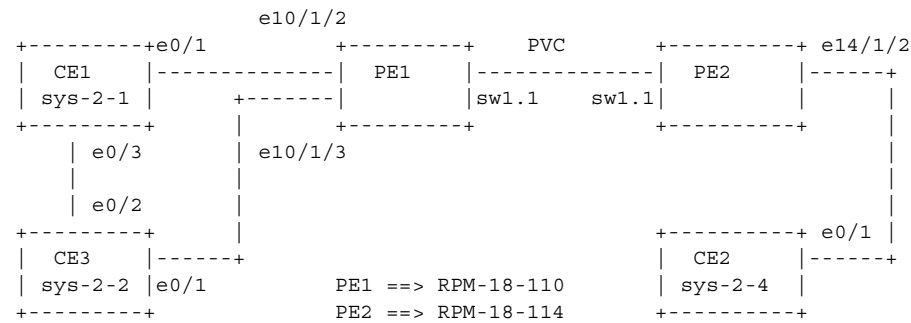 e10/1/2
e0/1 PVC e14/1/2
CE1 PE1 PE2
sys-2-1 sw1.1 sw1.1
e0/3 e10/1/3
e0/2
e0/1
CE3 CE2
sys-2-2 e0/1 PE1 ==> RPM-18-110 sys-2-4
PE2 ==> RPM-18-114